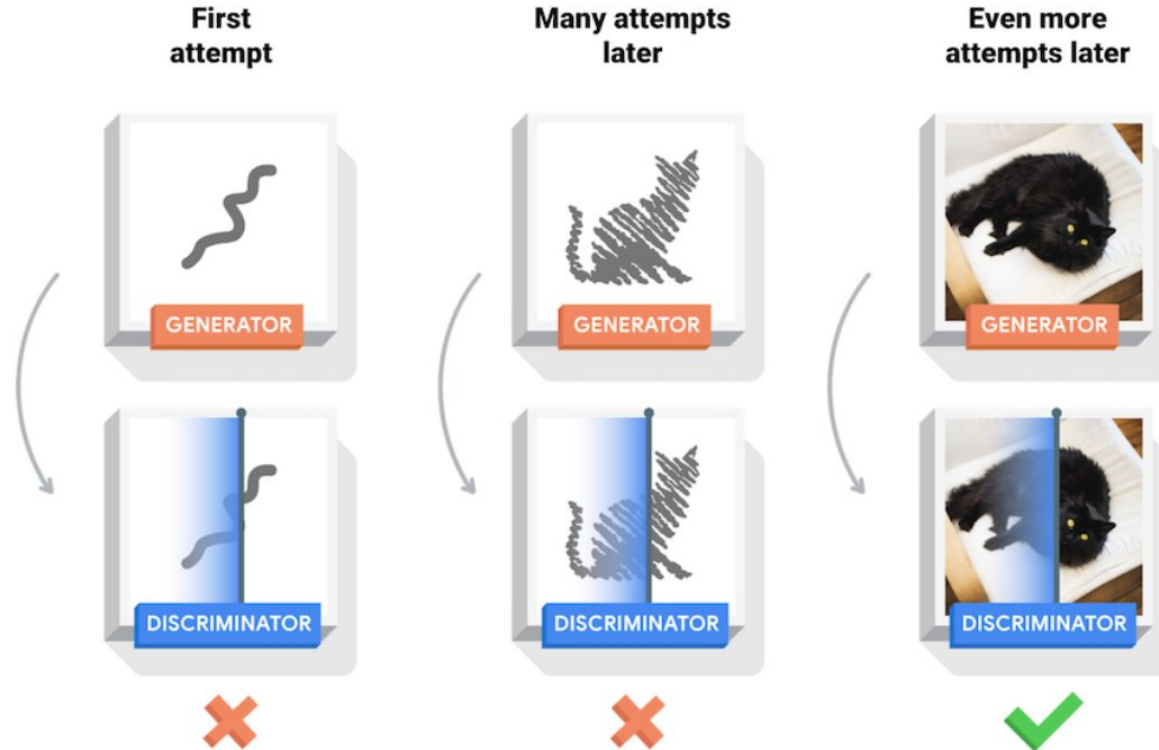 First
attempt
Many attempts
later
Even more
attempts later
GENERATOR
GENERATOR
GENERATOR
DISCRIMINATOR
DISCRIMINATOR
DISCRIMINATOR